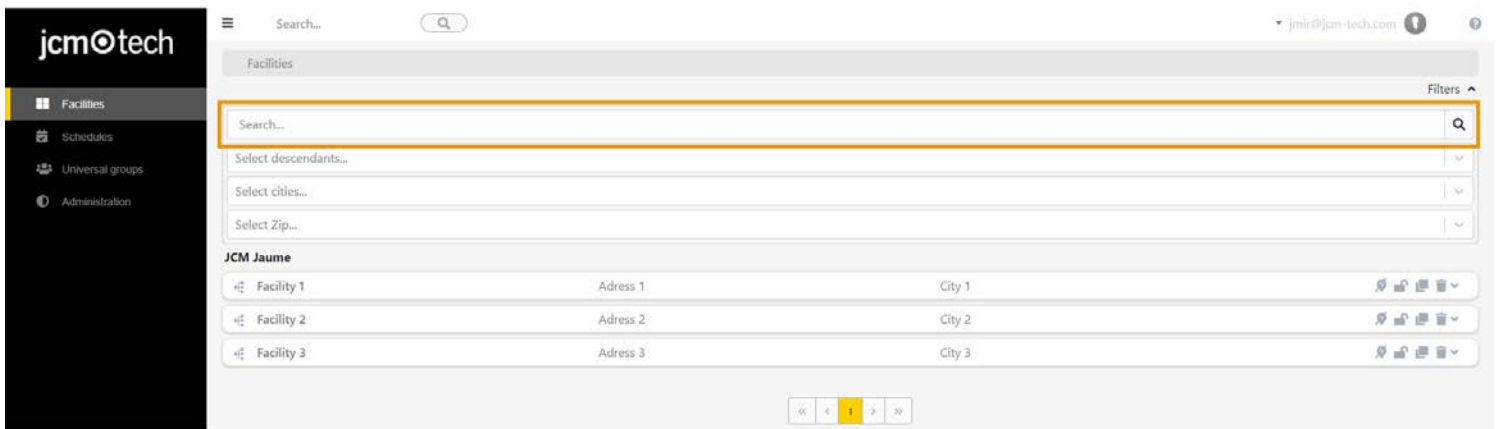 jcm tech
Search...
jmir@jcm-tech.com
Facilities
Filters
Facilities
Schedules
Universal groups
Administration
Search...
Select descendants...
Select cities...
Select Zip...
JCM Jaume
Facility 1 Adress 1 City 1
Facility 2 Adress 2 City 2
Facility 3 Adress 3 City 3
« ‹ 1 › »